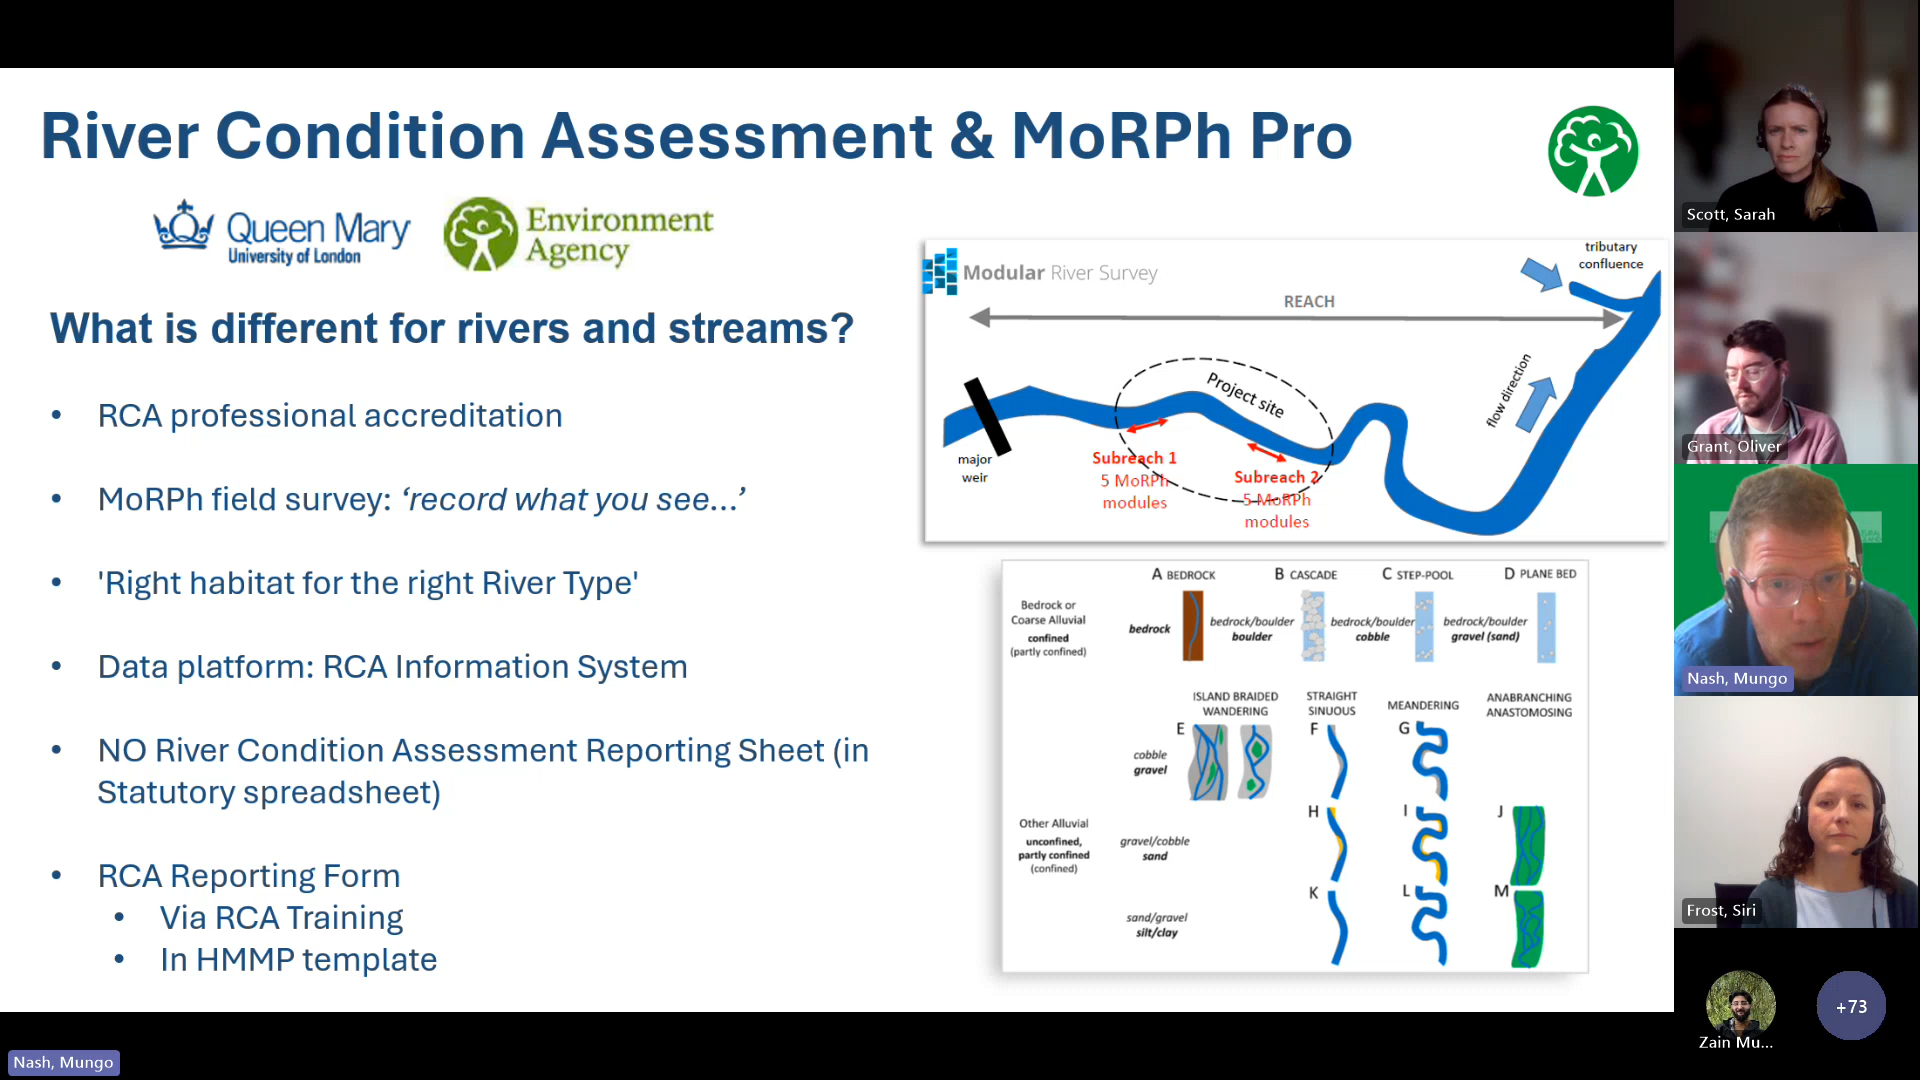 River Condition Assessment & MoRPh Pro
Queen Mary
University of London
Environment
Agency
What is different for rivers and streams?
• RCA professional accreditation
• MoRPh field survey: ‘record what you see…’
• 'Right habitat for the right River Type'
• Data platform: RCA Information System
• NO River Condition Assessment Reporting Sheet (in
Statutory spreadsheet)
• RCA Reporting Form
• Via RCA Training
• In HMMP template
Modular River Survey
tributary
confluence
REACH
Project site
flow direction
major
weir
Subreach 1
5 MoRPh
modules
Subreach 2
5 MoRPh
modules
A BEDROCK
B CASCADE
C STEP-POOL
D PLANE BED
Bedrock or
Coarse Alluvial
confined
(partly confined)
bedrock
bedrock/boulder
boulder
bedrock/boulder
cobble
bedrock/boulder
gravel (sand)
ISLAND BRAIDED
WANDERING
STRAIGHT
SINUOUS
MEANDERING
ANABRANCHING
ANASTOMOSING
E
F
G
cobble
gravel
H
I
J
Other Alluvial
unconfined,
partly confined
(confined)
gravel/cobble
sand
K
L
M
sand/gravel
silt/clay
Scott, Sarah
Grant, Oliver
Nash, Mungo
Frost, Siri
Zain Mu...
+73
Nash, Mungo